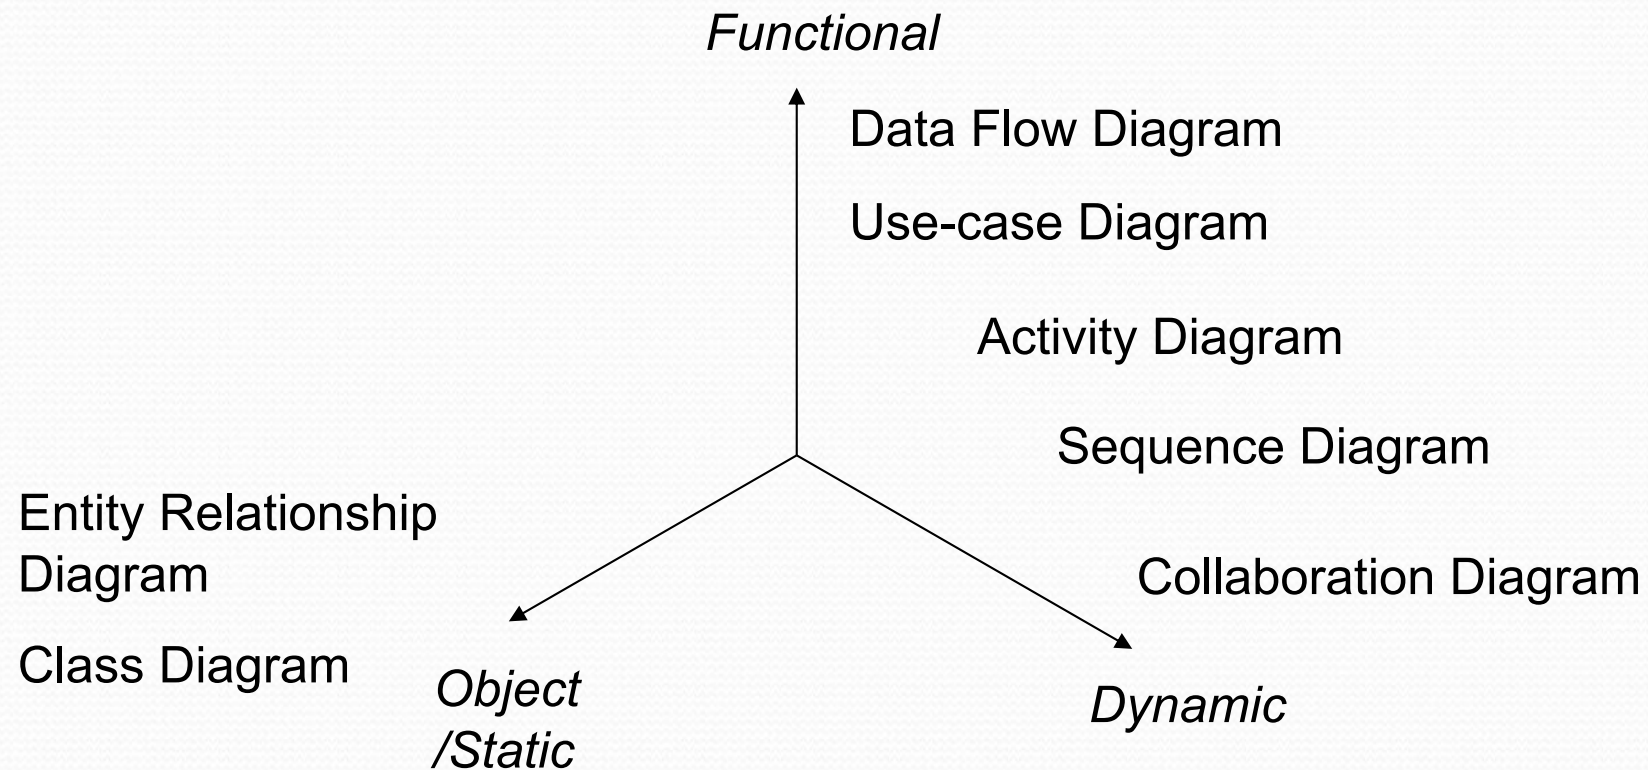 Functional
Data Flow Diagram
Use-case Diagram
Activity Diagram
Sequence Diagram
Entity Relationship
Diagram
Collaboration Diagram
Class Diagram
Object
/Static
Dynamic